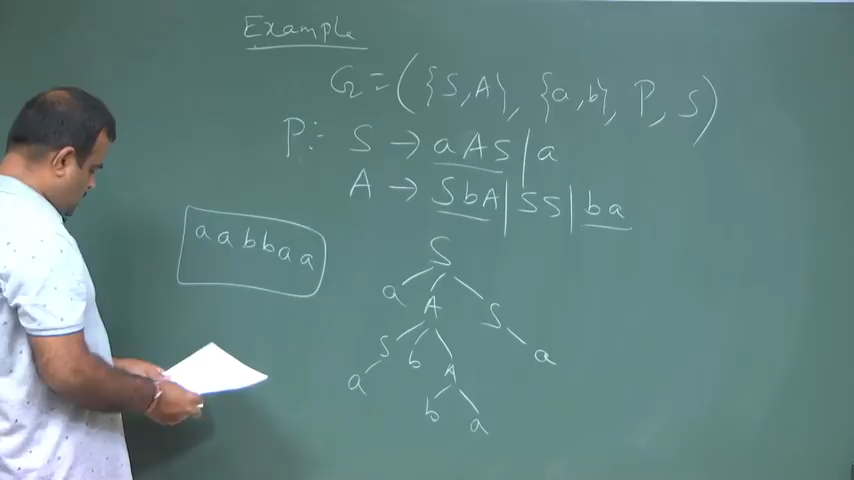 Example
G = ({S, A}, {a, b}, P, S)
P: S → aAS | a
A → SbA | SS | ba
aabbaa
S
a A S
S b A a
a b a